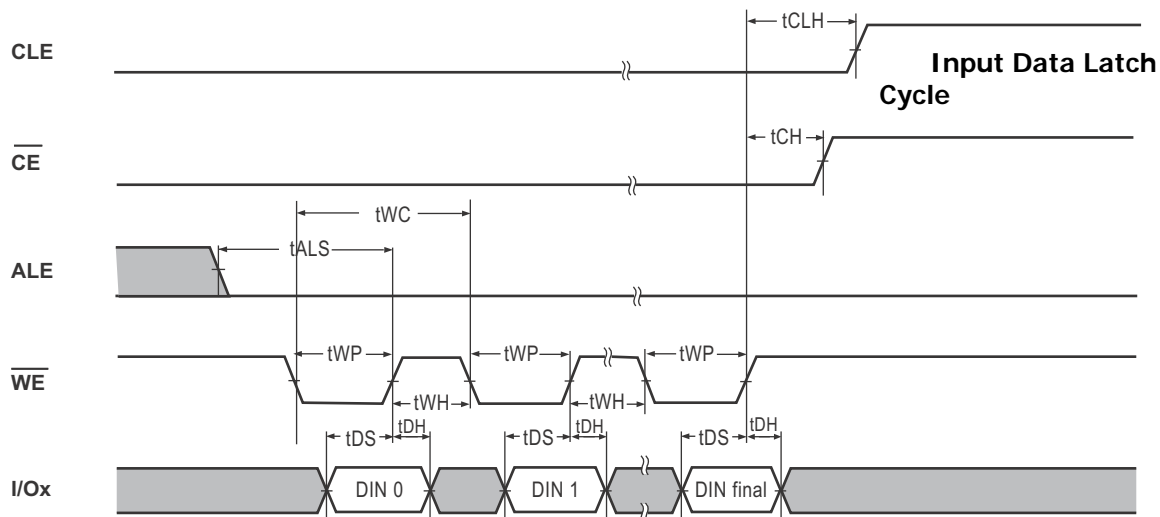 tCLH
CLE
Input Data Latch
Cycle
tCH
CE
tWC
tALS
ALE
tWP tWP tWP
WE
tWH tWH
tDS tDH tDS tDH tDS tDH
I/Ox DIN 0 DIN 1 DIN final